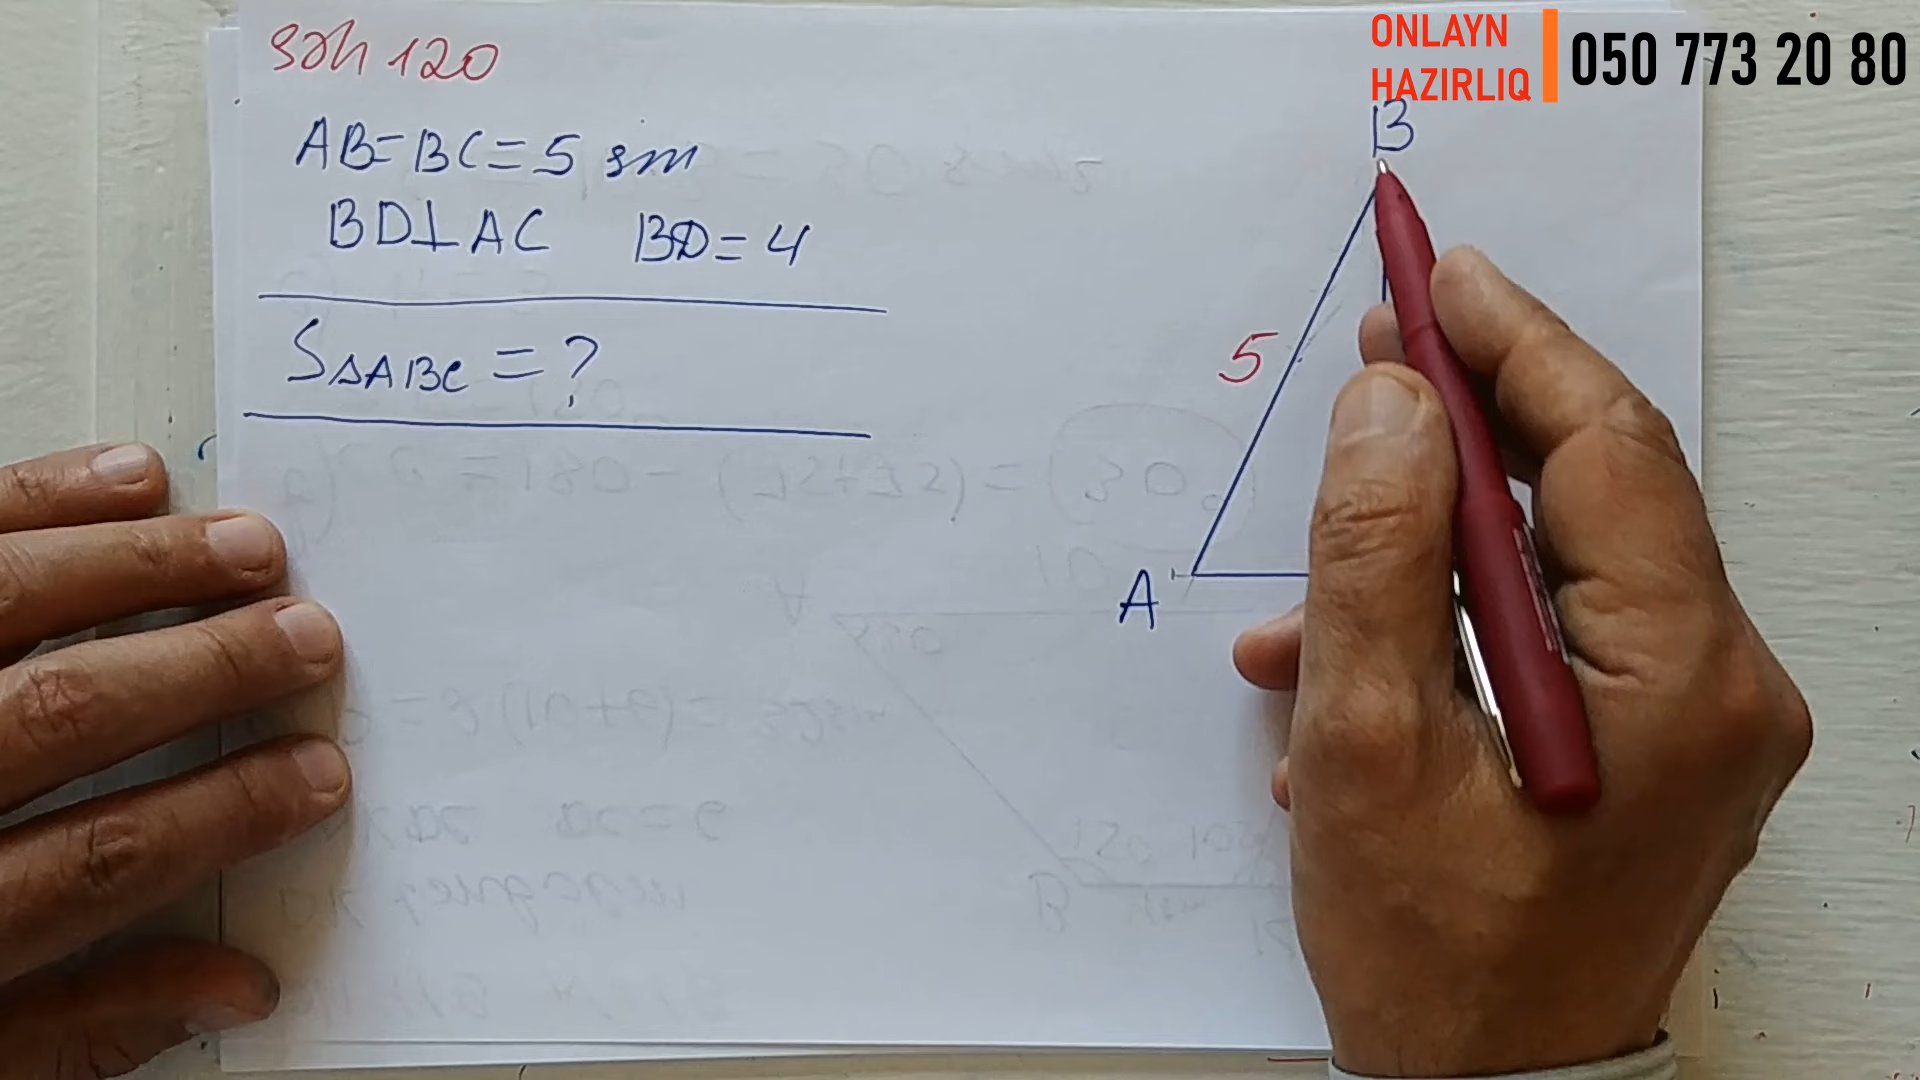 səh 120
AB=BC=5 sm
BD⊥AC BD=4
S△ABC = ?
ONLAYN
HAZIRLIQ
050 773 20 80
B
5
A